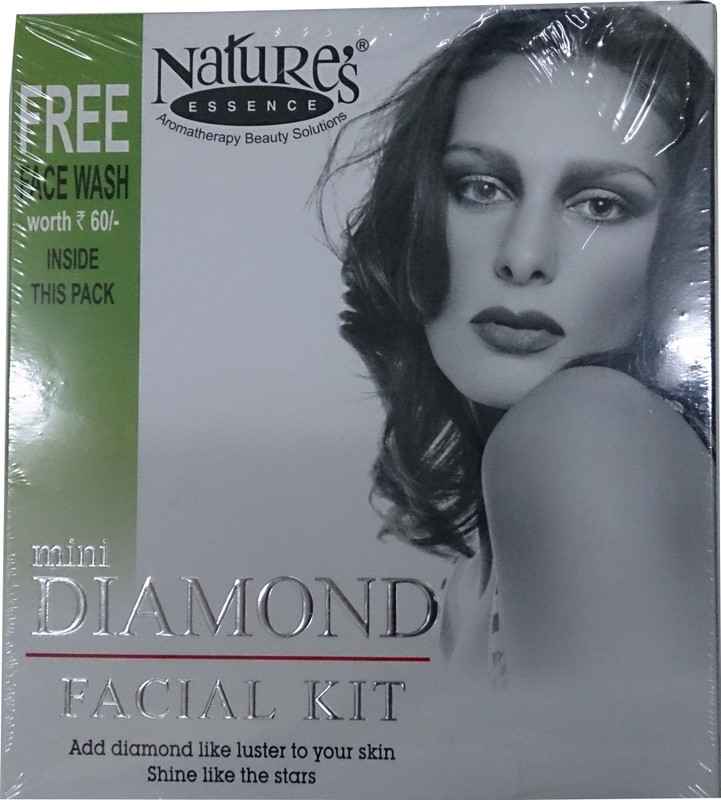 Nature's®
ESSENCE
Aromatherapy Beauty Solutions
FREE
FACE WASH
worth ₹ 60/-
INSIDE
THIS PACK
mini
DIAMOND
FACIAL KIT
Add diamond like luster to your skin
Shine like the stars